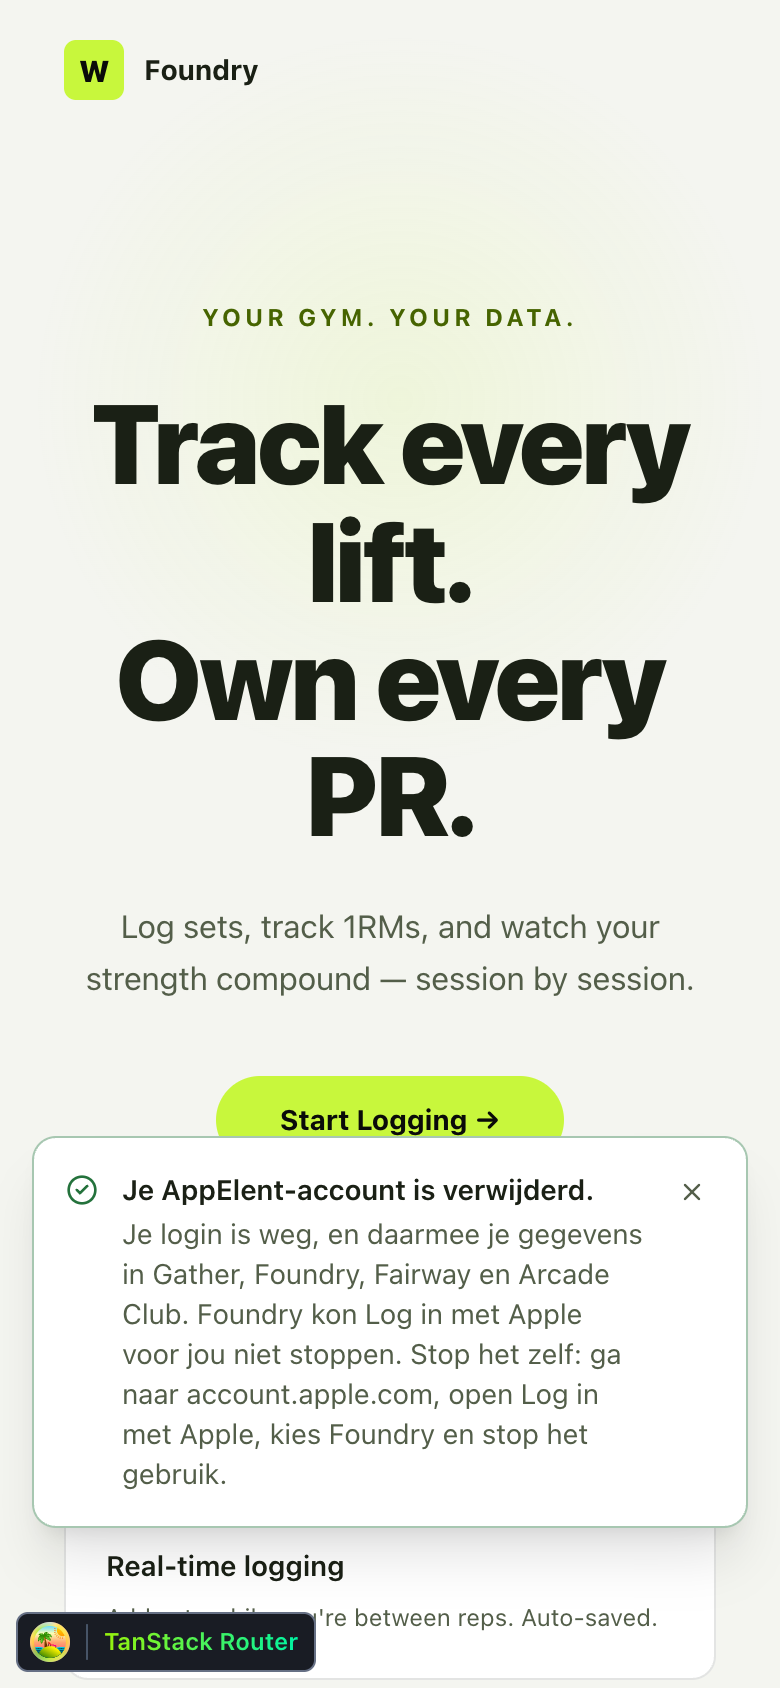 W Foundry
YOUR GYM. YOUR DATA.
Track every
lift.
Own every
PR.
Log sets, track 1RMs, and watch your
strength compound — session by session.
Start Logging →
Je AppElent-account is verwijderd.
Je login is weg, en daarmee je gegevens
in Gather, Foundry, Fairway en Arcade
Club. Foundry kon Log in met Apple
voor jou niet stoppen. Stop het zelf: ga
naar account.apple.com, open Log in
met Apple, kies Foundry en stop het
gebruik.
Real-time logging
between reps. Auto-saved.
TanStack Router